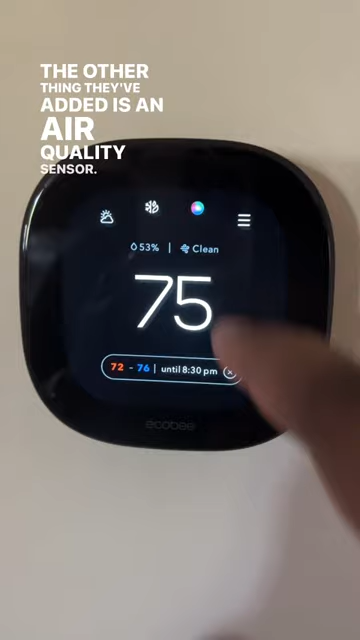 THE OTHER
THING THEY'VE
ADDED IS AN
AIR
QUALITY
SENSOR.
53% | Clean
75
72 - 76 | until 8:30 pm
ecobee